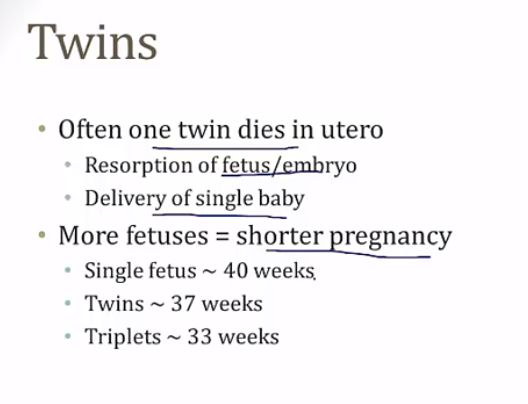 Twins
• Often one twin dies in utero
• Resorption of fetus/embryo
• Delivery of single baby
• More fetuses = shorter pregnancy
• Single fetus ~ 40 weeks
• Twins ~ 37 weeks
• Triplets ~ 33 weeks